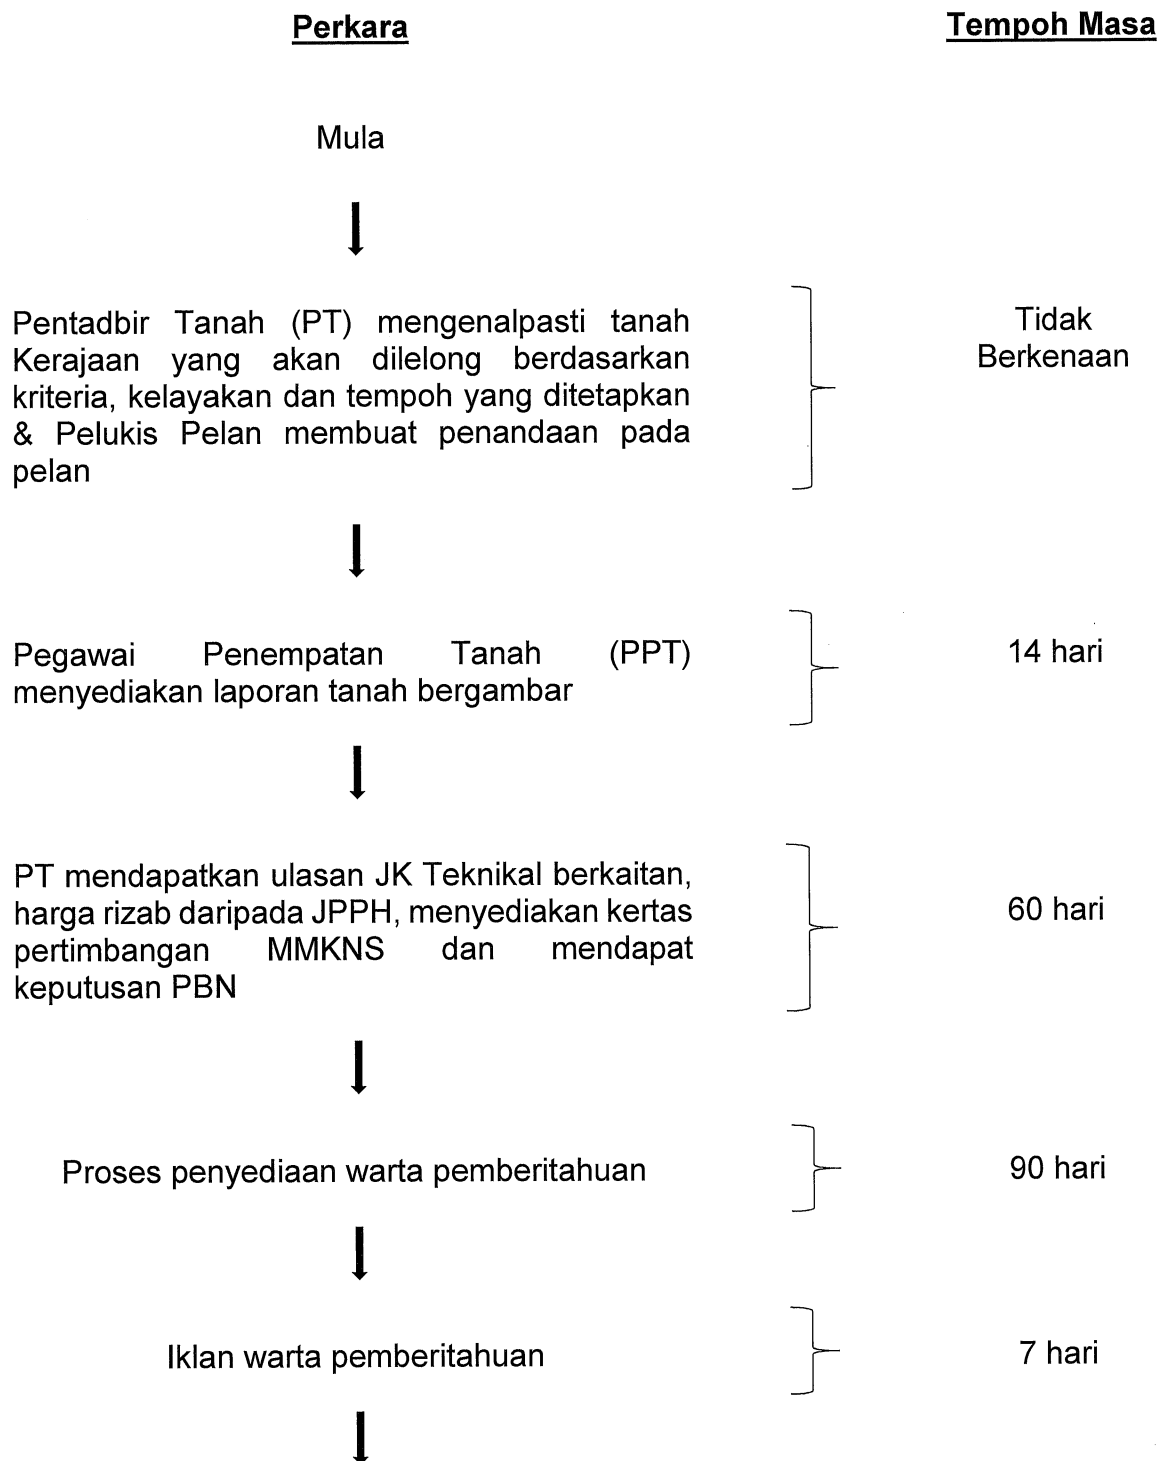 Perkara
Tempoh Masa
Mula
Pentadbir Tanah (PT) mengenalpasti tanah
Kerajaan yang akan dilelong berdasarkan
kriteria, kelayakan dan tempoh yang ditetapkan
& Pelukis Pelan membuat penandaan pada
pelan
Tidak
Berkenaan
Pegawai Penempatan Tanah (PPT)
menyediakan laporan tanah bergambar
14 hari
PT mendapatkan ulasan JK Teknikal berkaitan,
harga rizab daripada JPPH, menyediakan kertas
pertimbangan MMKNS dan mendapat
keputusan PBN
60 hari
Proses penyediaan warta pemberitahuan
90 hari
Iklan warta pemberitahuan
7 hari